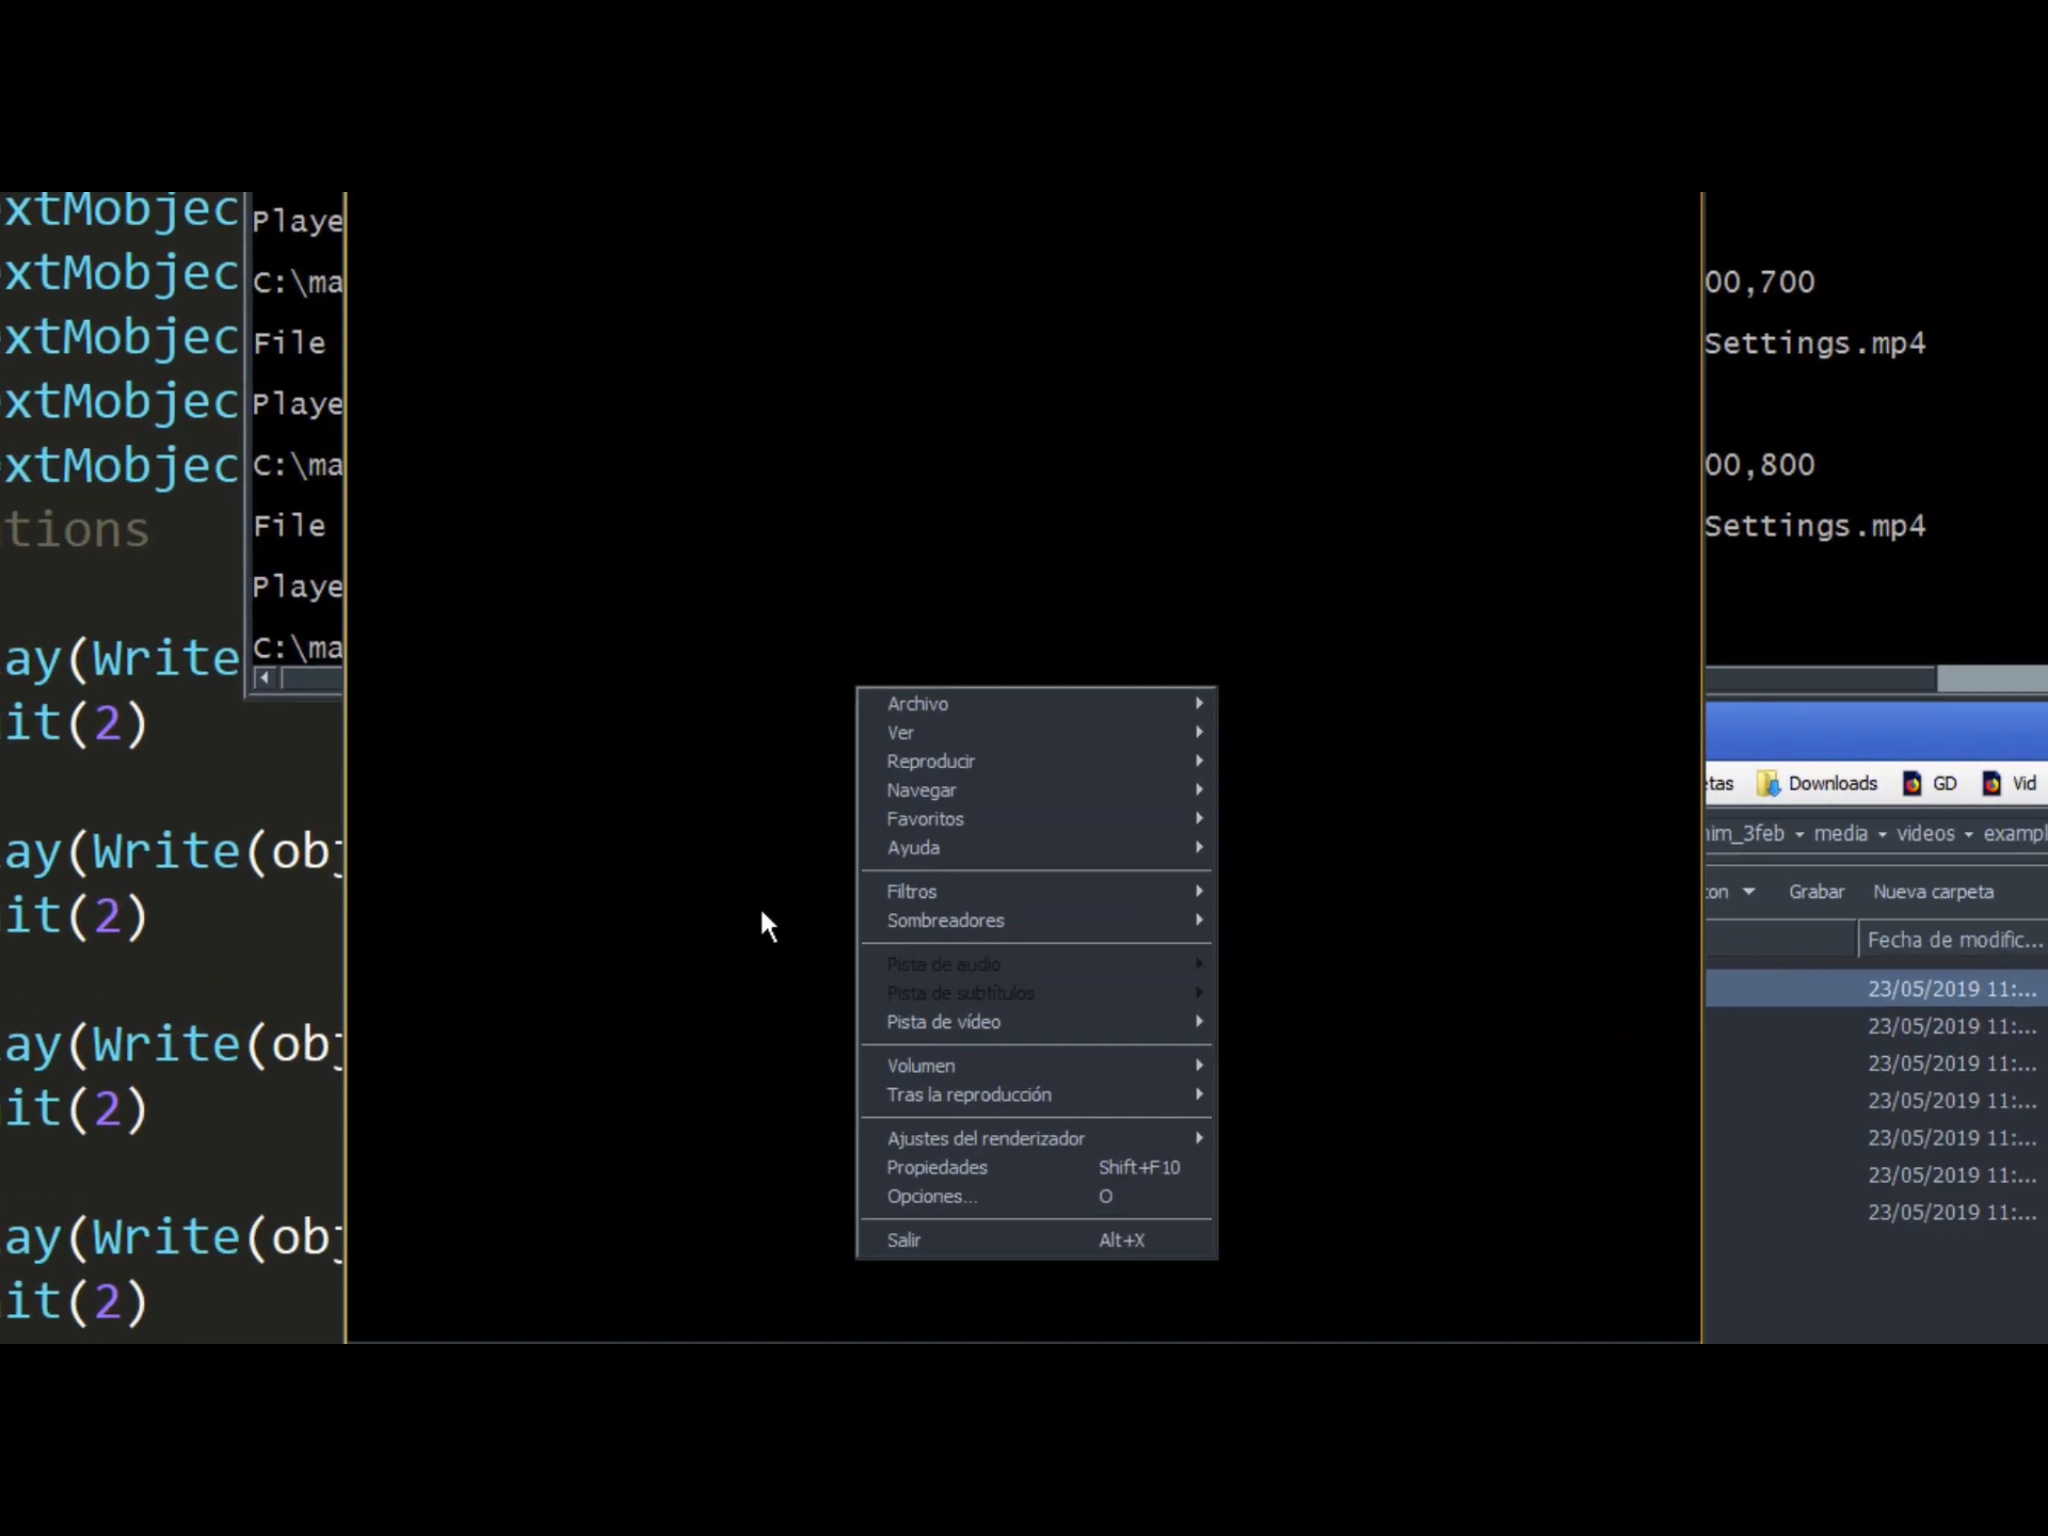 xtMobjec
xtMobjec
xtMobjec
xtMobjec
xtMobjec
tions
ay(Write
it(2)
ay(Write(obj
it(2)
ay(Write(obj
it(2)
ay(Write(obj
it(2)
Playe
C:\ma
File
Playe
C:\ma
File
Playe
C:\ma
00,700
Settings.mp4
00,800
Settings.mp4
Archivo
Ver
Reproducir
Navegar
Favoritos
Ayuda
Filtros
Sombreadores
Pista de audio
Pista de subtítulos
Pista de vídeo
Volumen
Tras la reproducción
Ajustes del renderizador
Propiedades Shift+F10
Opciones... O
Salir Alt+X
tas Downloads GD Vid
im_3feb media videos exampl
on Grabar Nueva carpeta
Fecha de modific...
23/05/2019 11:...
23/05/2019 11:...
23/05/2019 11:...
23/05/2019 11:...
23/05/2019 11:...
23/05/2019 11:...
23/05/2019 11:...